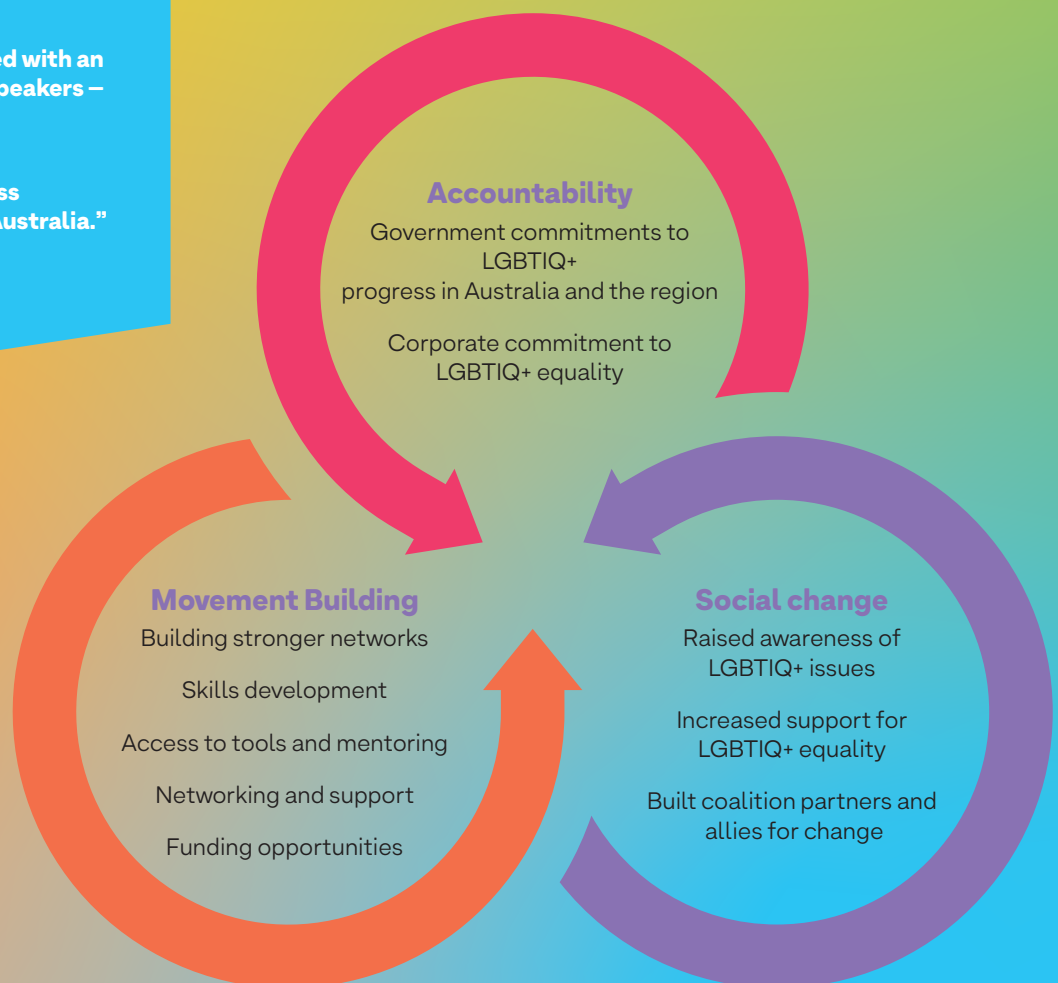 ed with an
peakers –
ss
Australia.”
Accountability
Government commitments to
LGBTIQ+
progress in Australia and the region
Corporate commitment to
LGBTIQ+ equality
Movement Building
Building stronger networks
Skills development
Access to tools and mentoring
Networking and support
Funding opportunities
Social change
Raised awareness of
LGBTIQ+ issues
Increased support for
LGBTIQ+ equality
Built coalition partners and
allies for change